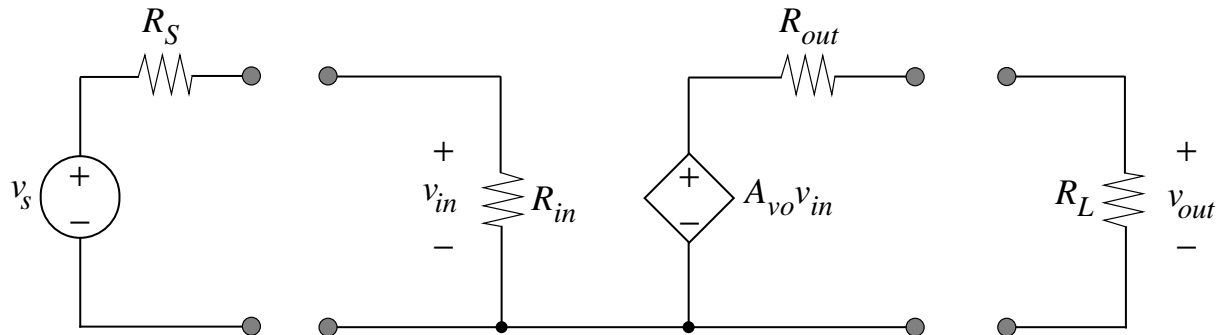 R_S
R_out
v_s
+
−
+
v_in
−
R_in
+
−
A_vo v_in
R_L
+
v_out
−